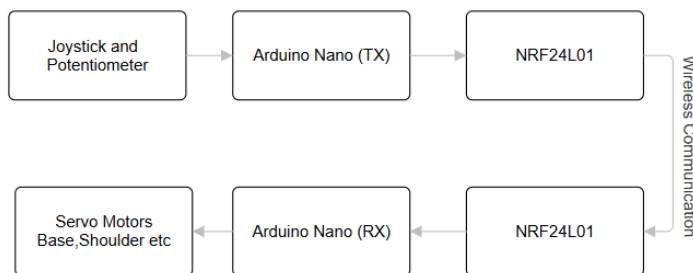 Joystick and
Potentiometer
Arduino Nano (TX)
NRF24L01
Wireless Communication
Servo Motors
Base,Shoulder etc
Arduino Nano (RX)
NRF24L01